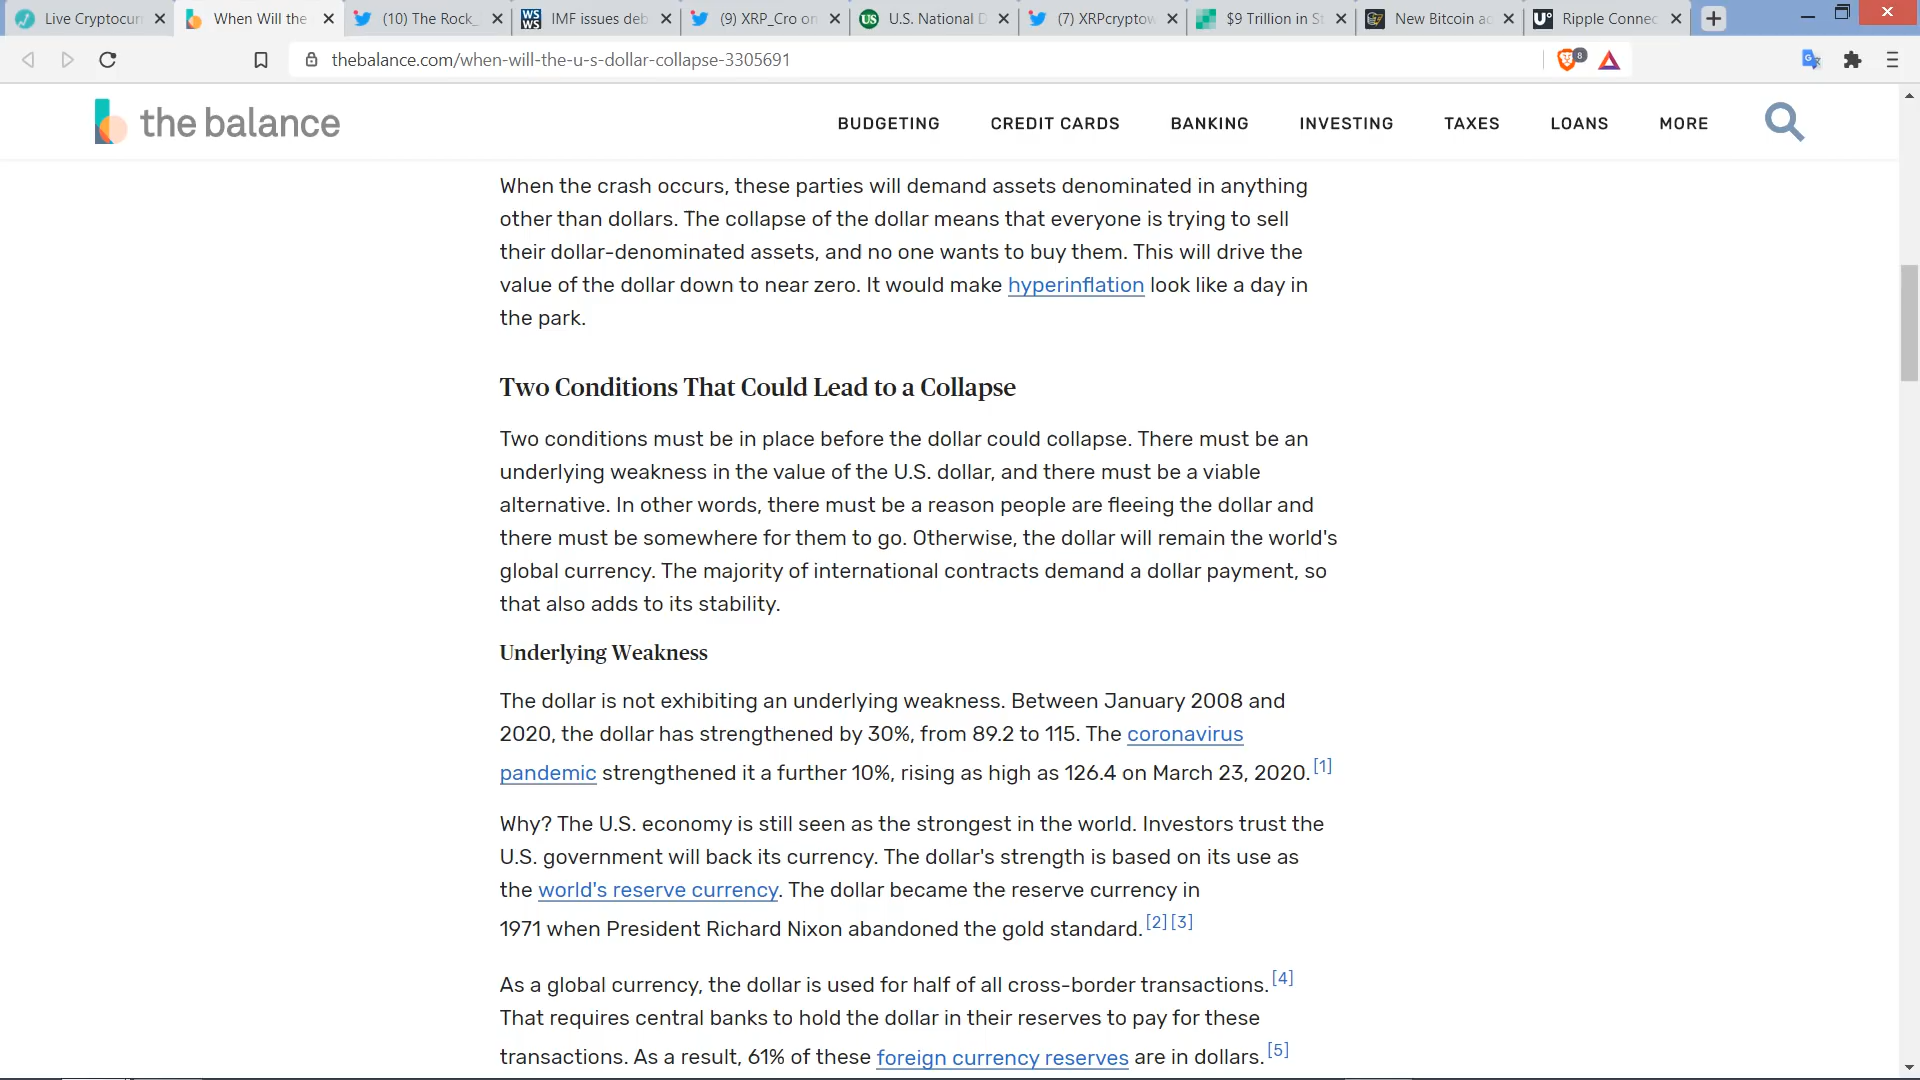 Live Cryptocurr
When Will the
(10) The Rock_
IMF issues deb
(9) XRP_Cro on
U.S. National D
(7) XRPcryptow
$9 Trillion in St
New Bitcoin ac
Ripple Connec
thebalance.com/when-will-the-u-s-dollar-collapse-3305691
8
the balance
BUDGETING
CREDIT CARDS
BANKING
INVESTING
TAXES
LOANS
MORE
When the crash occurs, these parties will demand assets denominated in anything
other than dollars. The collapse of the dollar means that everyone is trying to sell
their dollar-denominated assets, and no one wants to buy them. This will drive the
value of the dollar down to near zero. It would make hyperinflation look like a day in
the park.
Two Conditions That Could Lead to a Collapse
Two conditions must be in place before the dollar could collapse. There must be an
underlying weakness in the value of the U.S. dollar, and there must be a viable
alternative. In other words, there must be a reason people are fleeing the dollar and
there must be somewhere for them to go. Otherwise, the dollar will remain the world's
global currency. The majority of international contracts demand a dollar payment, so
that also adds to its stability.
Underlying Weakness
The dollar is not exhibiting an underlying weakness. Between January 2008 and
2020, the dollar has strengthened by 30%, from 89.2 to 115. The coronavirus
pandemic strengthened it a further 10%, rising as high as 126.4 on March 23, 2020. [1]
Why? The U.S. economy is still seen as the strongest in the world. Investors trust the
U.S. government will back its currency. The dollar's strength is based on its use as
the world's reserve currency. The dollar became the reserve currency in
1971 when President Richard Nixon abandoned the gold standard. [2] [3]
As a global currency, the dollar is used for half of all cross-border transactions. [4]
That requires central banks to hold the dollar in their reserves to pay for these
transactions. As a result, 61% of these foreign currency reserves are in dollars. [5]